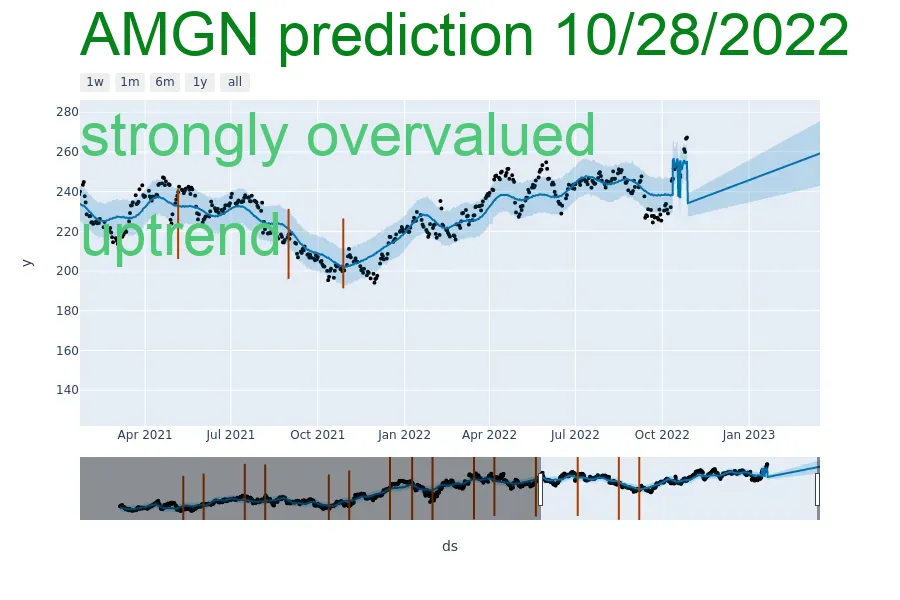 AMGN prediction 10/28/2022
1w 1m 6m 1y all
strongly overvalued
uptrend
280
260
240
220
200
180
160
140
y
Apr 2021 Jul 2021 Oct 2021 Jan 2022 Apr 2022 Jul 2022 Oct 2022 Jan 2023
ds